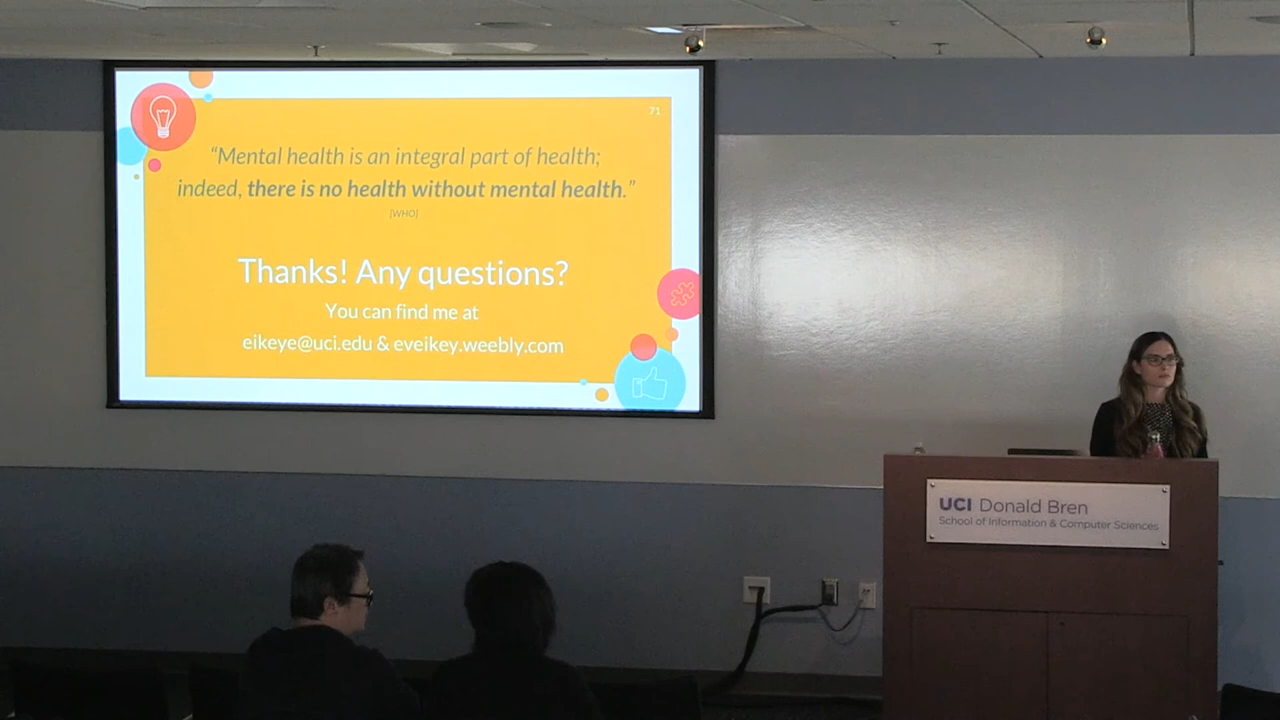 71
“Mental health is an integral part of health;
indeed, there is no health without mental health.”
[WHO]
Thanks! Any questions?
You can find me at
eikeye@uci.edu & eveikey.weebly.com
UCI Donald Bren
School of Information & Computer Sciences